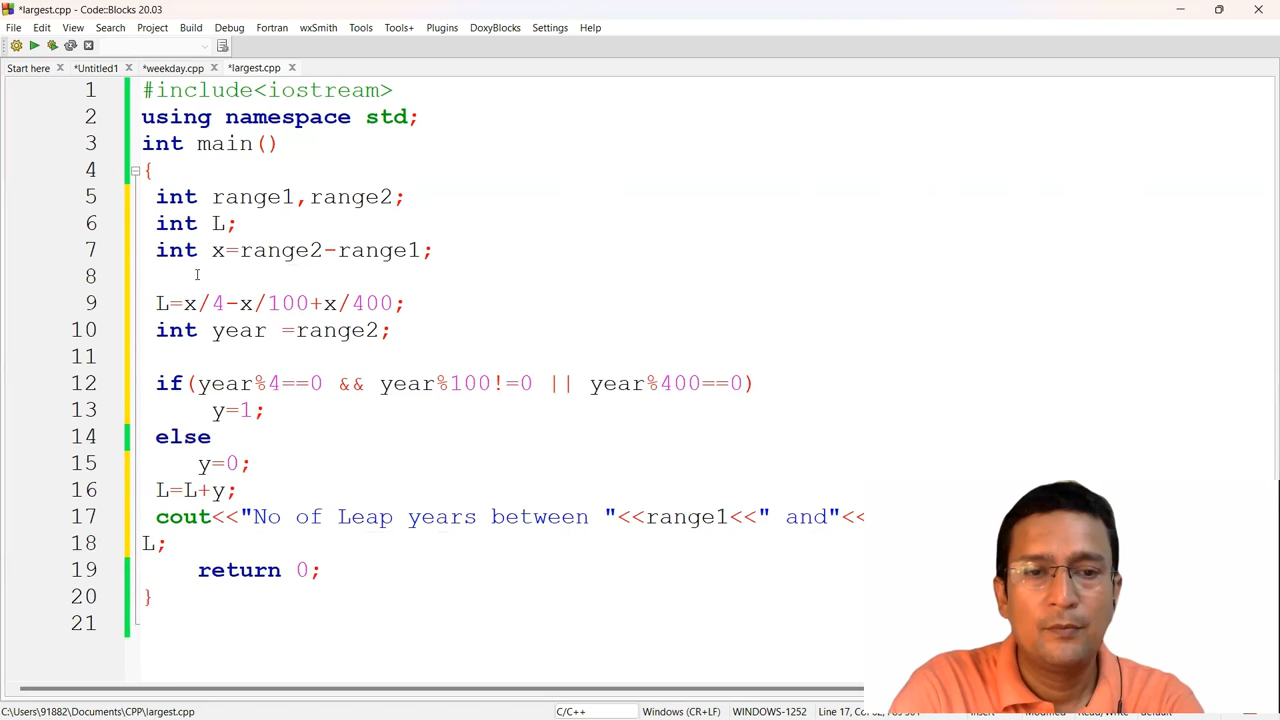 *largest.cpp - Code::Blocks 20.03
File Edit View Search Project Build Debug Fortran wxSmith Tools Tools+ Plugins DoxyBlocks Settings Help
Start here *Untitled1 *weekday.cpp *largest.cpp
1 #include<iostream>
2 using namespace std;
3 int main()
4 {
5 int range1,range2;
6 int L;
7 int x=range2-range1;
8
9 L=x/4-x/100+x/400;
10 int year =range2;
11
12 if(year%4==0 && year%100!=0 || year%400==0)
13 y=1;
14 else
15 y=0;
16 L=L+y;
17 cout<<"No of Leap years between "<<range1<<" and"<<
18 L;
19 return 0;
20 }
21
C:\Users\91882\Documents\CPP\largest.cpp C/C++ Windows (CR+LF) WINDOWS-1252